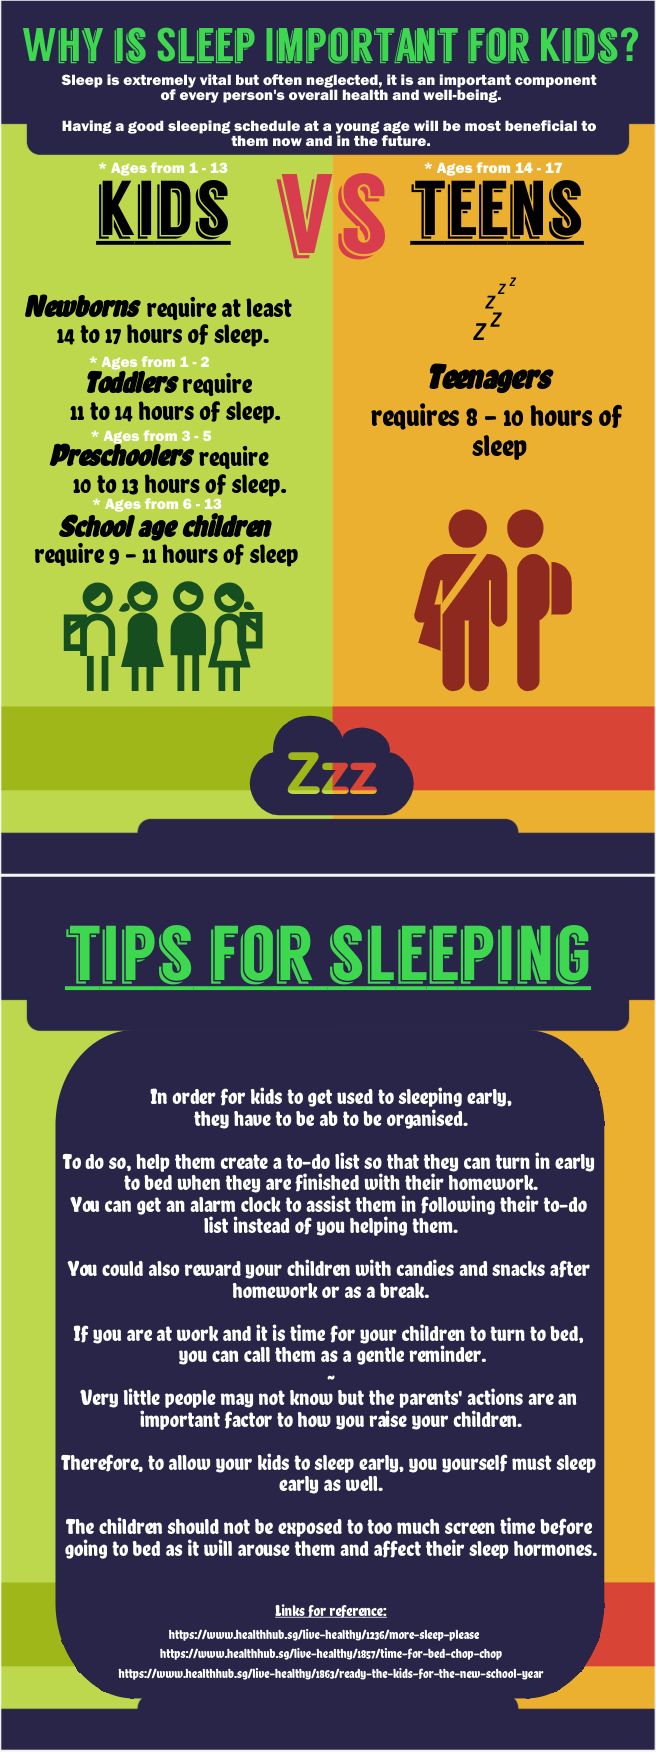 WHY IS SLEEP IMPORTANT FOR KIDS?
Sleep is extremely vital but often neglected, it is an important component
of every person's overall health and well-being.
Having a good sleeping schedule at a young age will be most beneficial to
them now and in the future.
* Ages from 1 - 13
KIDS
VS
* Ages from 14 - 17
TEENS
Newborns require at least
14 to 17 hours of sleep.
* Ages from 1 - 2
Toddlers require
11 to 14 hours of sleep.
* Ages from 3 - 5
Preschoolers require
10 to 13 hours of sleep.
* Ages from 6 - 13
School age children
require 9 - 11 hours of sleep
z
z
z
z
z
Teenagers
requires 8 - 10 hours of
sleep
Zzz
TIPS FOR SLEEPING
In order for kids to get used to sleeping early,
they have to be ab to be organised.
To do so, help them create a to-do list so that they can turn in early
to bed when they are finished with their homework.
You can get an alarm clock to assist them in following their to-do
list instead of you helping them.
You could also reward your children with candies and snacks after
homework or as a break.
If you are at work and it is time for your children to turn to bed,
you can call them as a gentle reminder.
~
Very little people may not know but the parents' actions are an
important factor to how you raise your children.
Therefore, to allow your kids to sleep early, you yourself must sleep
early as well.
The children should not be exposed to too much screen time before
going to bed as it will arouse them and affect their sleep hormones.
Links for reference:
https://www.healthhub.sg/live-healthy/1236/more-sleep-please
https://www.healthhub.sg/live-healthy/1857/time-for-bed-chop-chop
https://www.healthhub.sg/live-healthy/1863/ready-the-kids-for-the-new-school-year